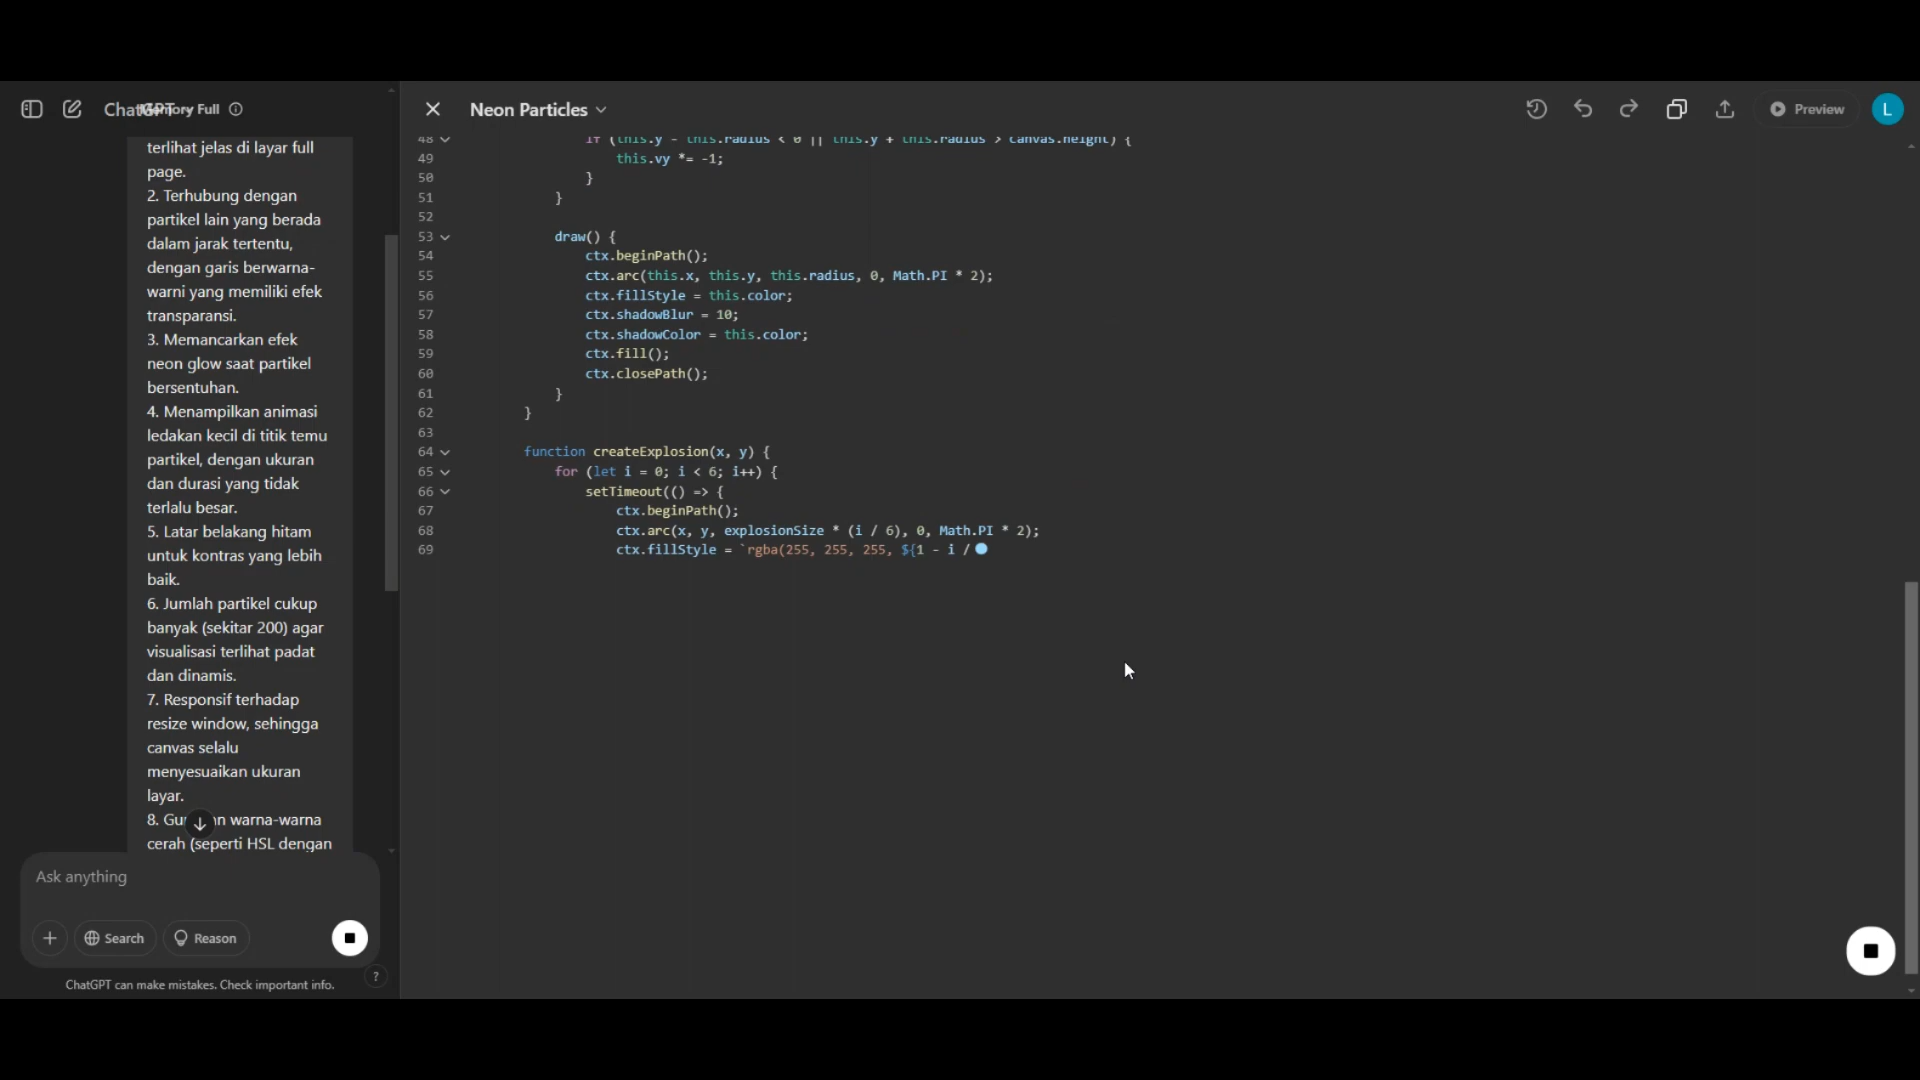 ChatGPT
Memory Full
terlihat jelas di layar full
page.
2. Terhubung dengan
partikel lain yang berada
dalam jarak tertentu,
dengan garis berwarna-
warni yang memiliki efek
transparansi.
3. Memancarkan efek
neon glow saat partikel
bersentuhan.
4. Menampilkan animasi
ledakan kecil di titik temu
partikel, dengan ukuran
dan durasi yang tidak
terlalu besar.
5. Latar belakang hitam
untuk kontras yang lebih
baik.
6. Jumlah partikel cukup
banyak (sekitar 200) agar
visualisasi terlihat padat
dan dinamis.
7. Responsif terhadap
resize window, sehingga
canvas selalu
menyesuaikan ukuran
layar.
8. Gu n warna-warna
cerah (seperti HSL dengan
Ask anything
Search
Reason
?
ChatGPT can make mistakes. Check important info.
Neon Particles
Preview
L
48 if (this.y - this.radius < 0 || this.y + this.radius > canvas.height) {
49 this.vy *= -1;
50 }
51 }
52
53 draw() {
54 ctx.beginPath();
55 ctx.arc(this.x, this.y, this.radius, 0, Math.PI * 2);
56 ctx.fillStyle = this.color;
57 ctx.shadowBlur = 10;
58 ctx.shadowColor = this.color;
59 ctx.fill();
60 ctx.closePath();
61 }
62 }
63
64 function createExplosion(x, y) {
65 for (let i = 0; i < 6; i++) {
66 setTimeout(() => {
67 ctx.beginPath();
68 ctx.arc(x, y, explosionSize * (i / 6), 0, Math.PI * 2);
69 ctx.fillStyle = `rgba(255, 255, 255, ${1 - i /